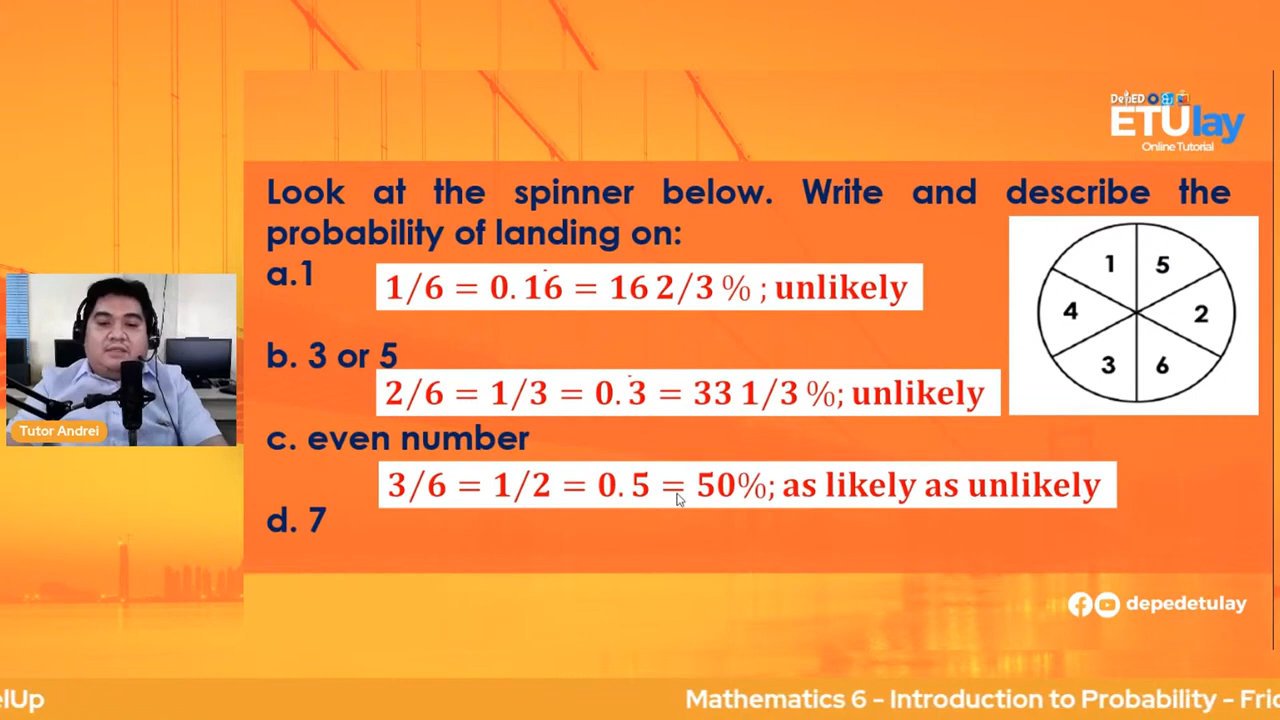 DepED
ETUlay
Online Tutorial
Look at the spinner below. Write and describe the
probability of landing on:
a.1
1/6 = 0.16̇ = 16 2/3 % ; unlikely
b. 3 or 5
2/6 = 1/3 = 0.3̇ = 33 1/3 %; unlikely
c. even number
3/6 = 1/2 = 0.5 = 50%; as likely as unlikely
d. 7
1 5
4 2
3 6
Tutor Andrei
depedetulay
elUp Mathematics 6 - Introduction to Probability - Fri